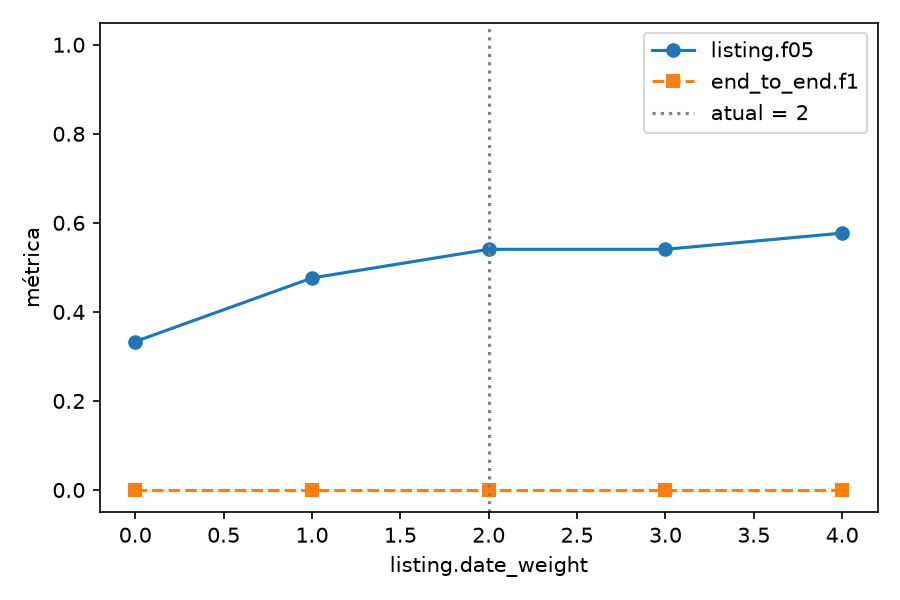 listing.f05
end_to_end.f1
atual = 2
métrica
1.0
0.8
0.6
0.4
0.2
0.0
0.0 0.5 1.0 1.5 2.0 2.5 3.0 3.5 4.0
listing.date_weight